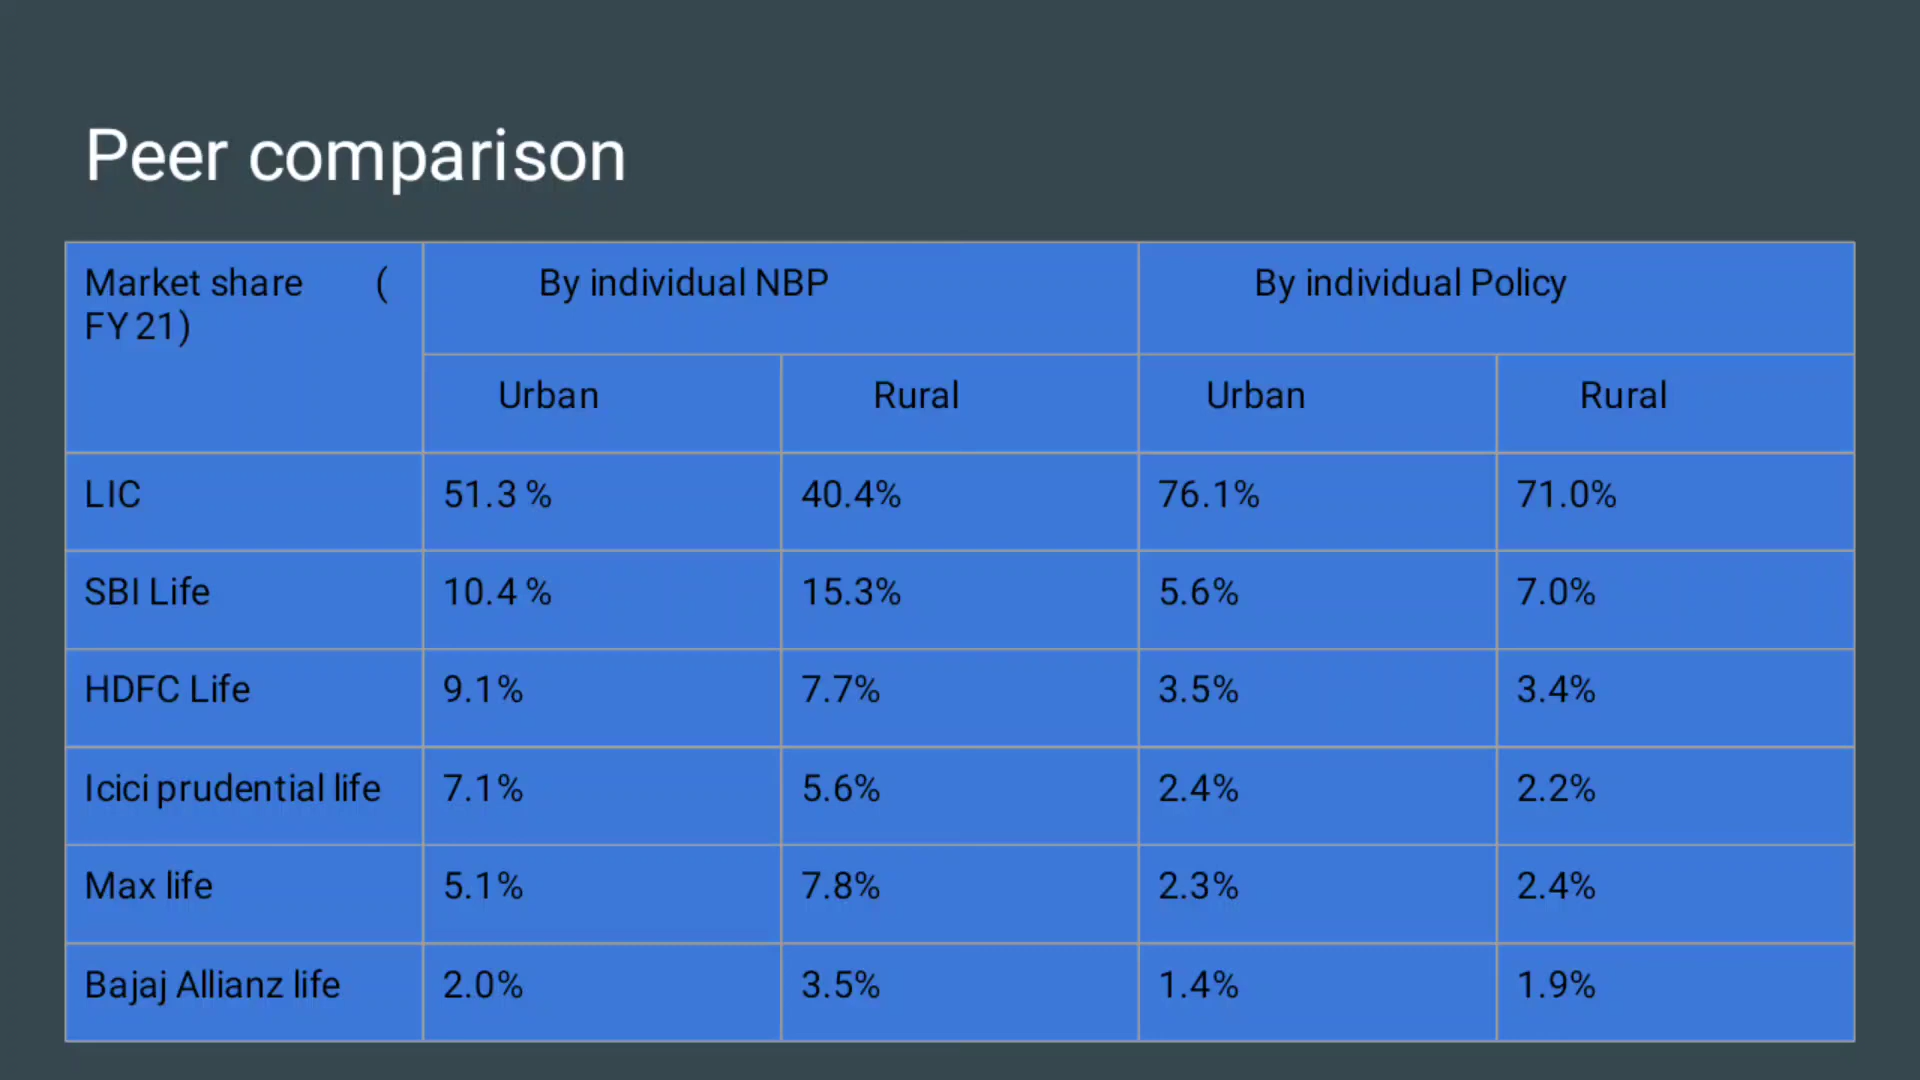 Peer comparison
Market share ( By individual NBP By individual Policy
FY 21)
Urban Rural Urban Rural
LIC 51.3 % 40.4% 76.1% 71.0%
SBI Life 10.4 % 15.3% 5.6% 7.0%
HDFC Life 9.1% 7.7% 3.5% 3.4%
Icici prudential life 7.1% 5.6% 2.4% 2.2%
Max life 5.1% 7.8% 2.3% 2.4%
Bajaj Allianz life 2.0% 3.5% 1.4% 1.9%